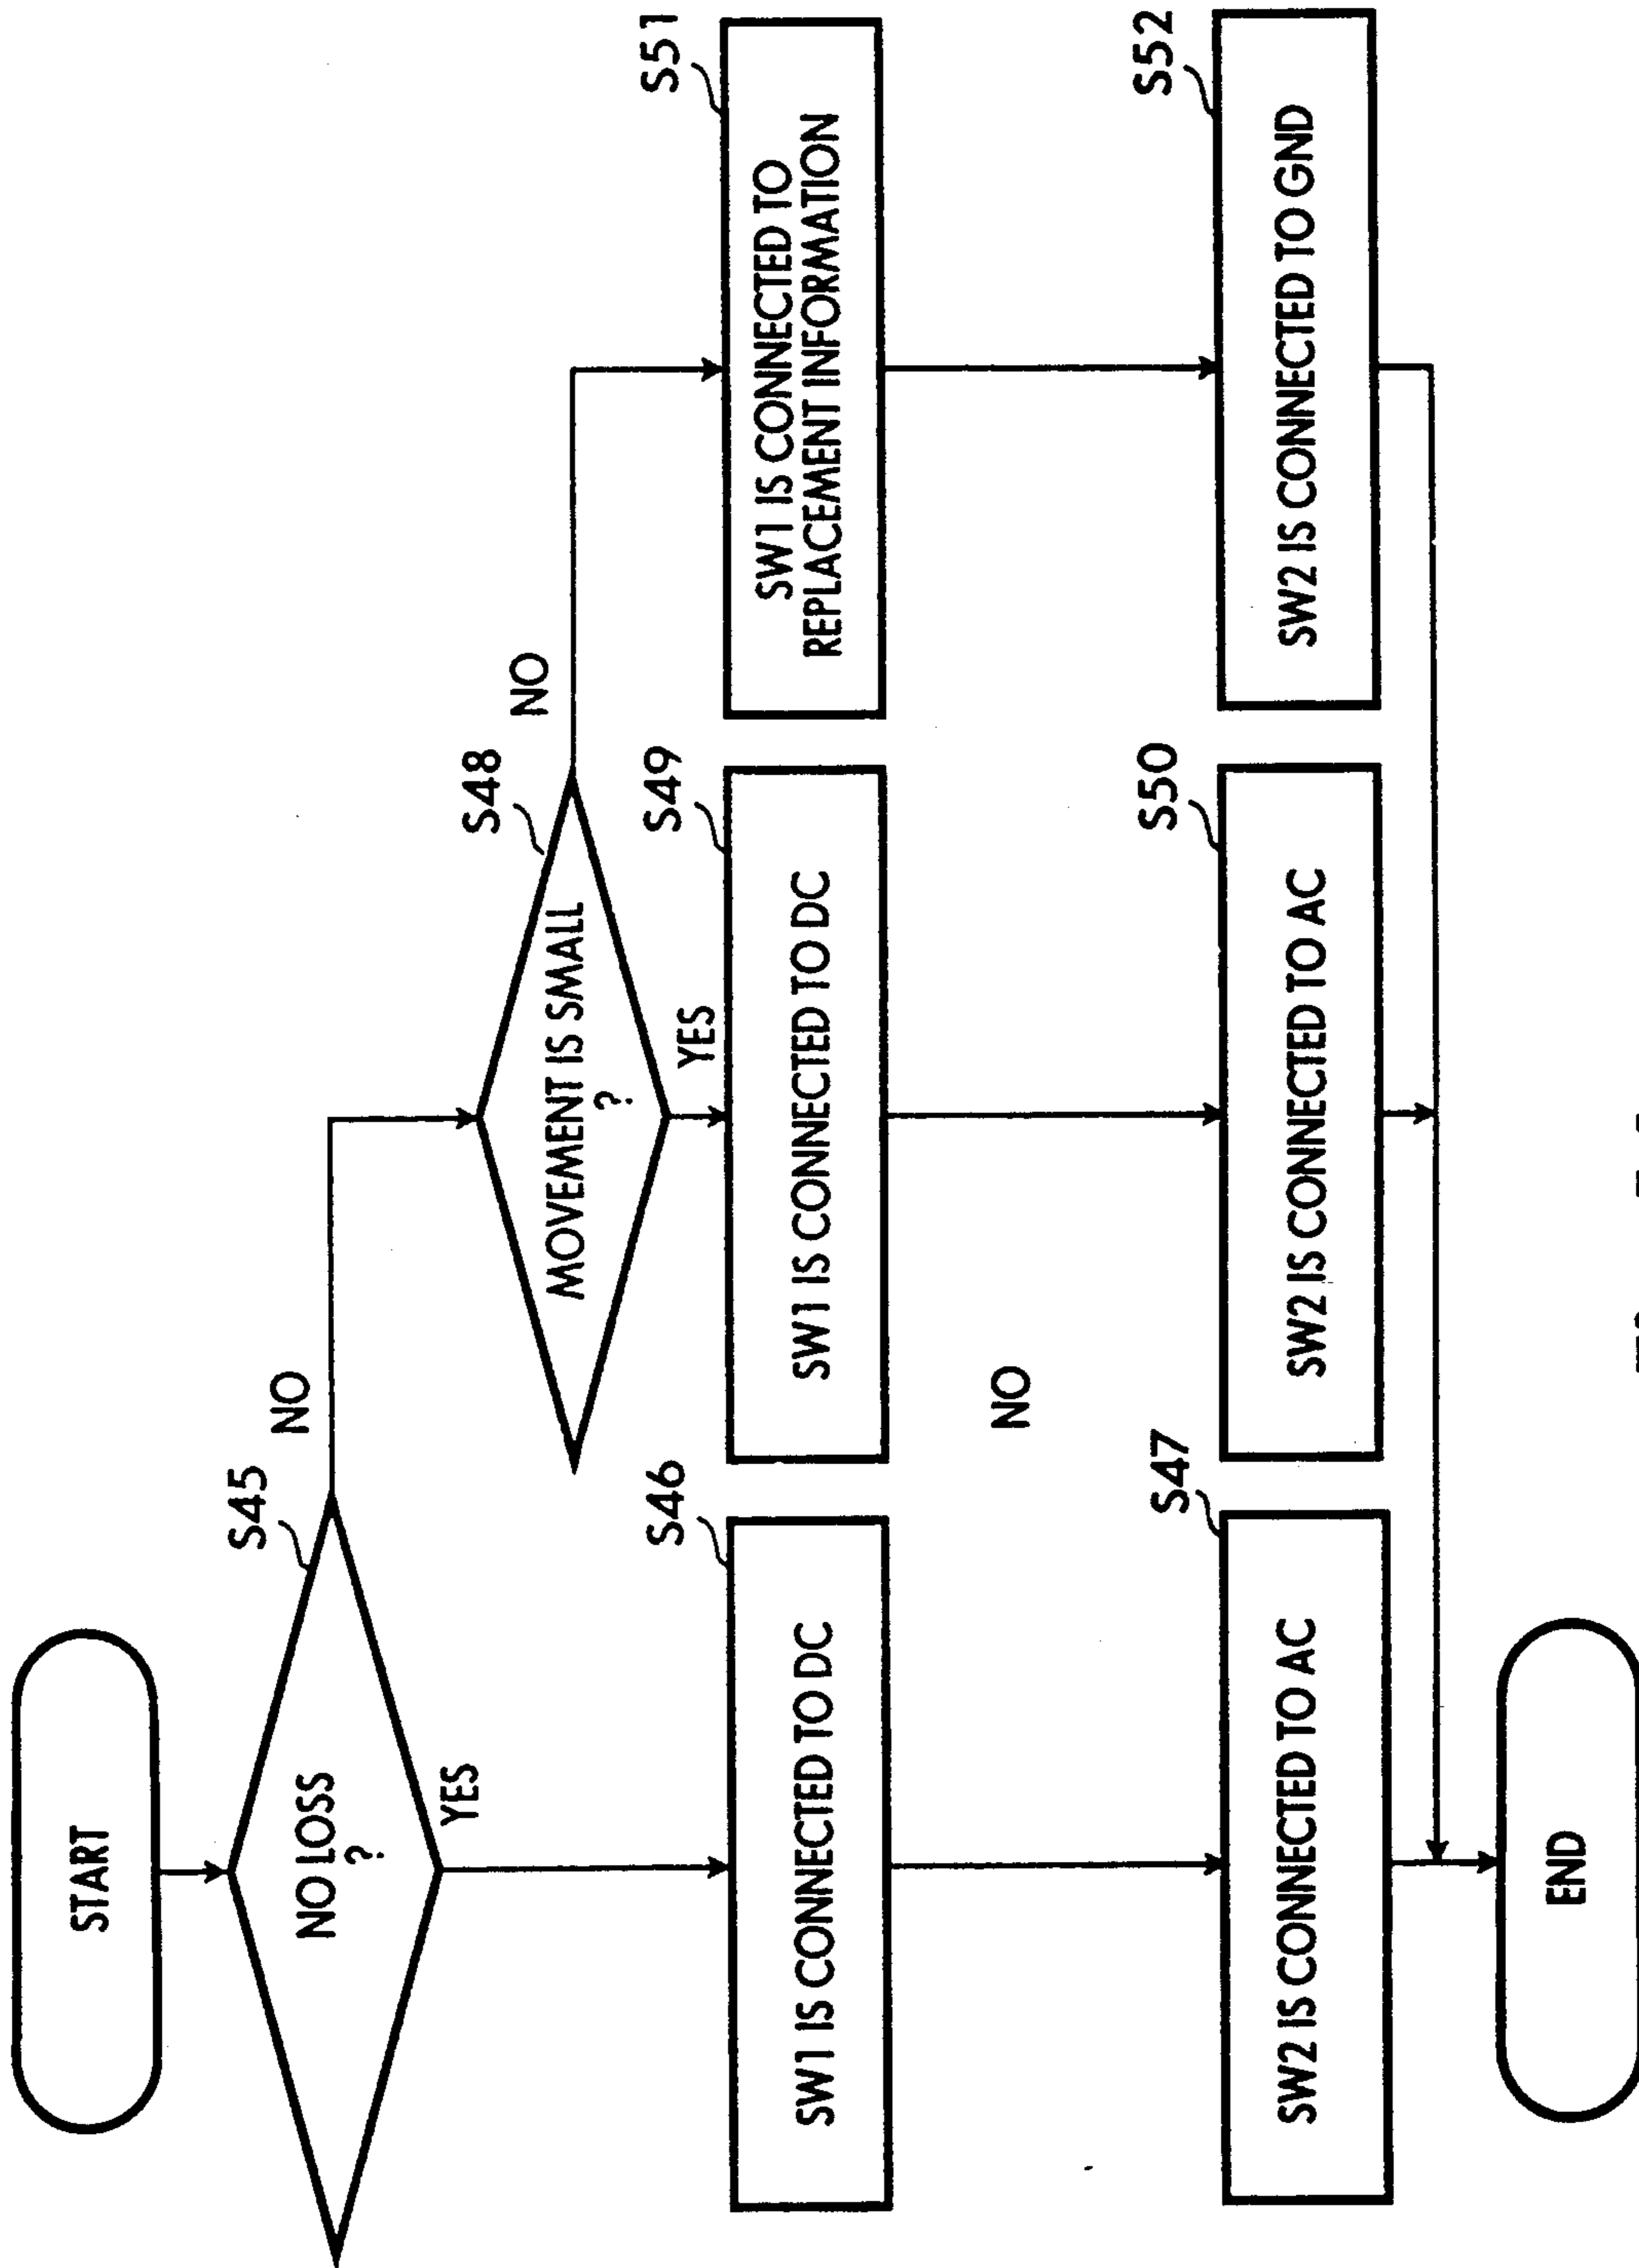 START
S45
NO LOSS
?
NO
YES
S48
MOVEMENT IS SMALL
?
NO
YES
S46
SW1 IS CONNECTED TO DC
S49
SW1 IS CONNECTED TO DC
S51
SW1 IS CONNECTED TO
REPLACEMENT INFORMATION
NO
S47
SW2 IS CONNECTED TO AC
S50
SW2 IS CONNECTED TO AC
S52
SW2 IS CONNECTED TO GND
END